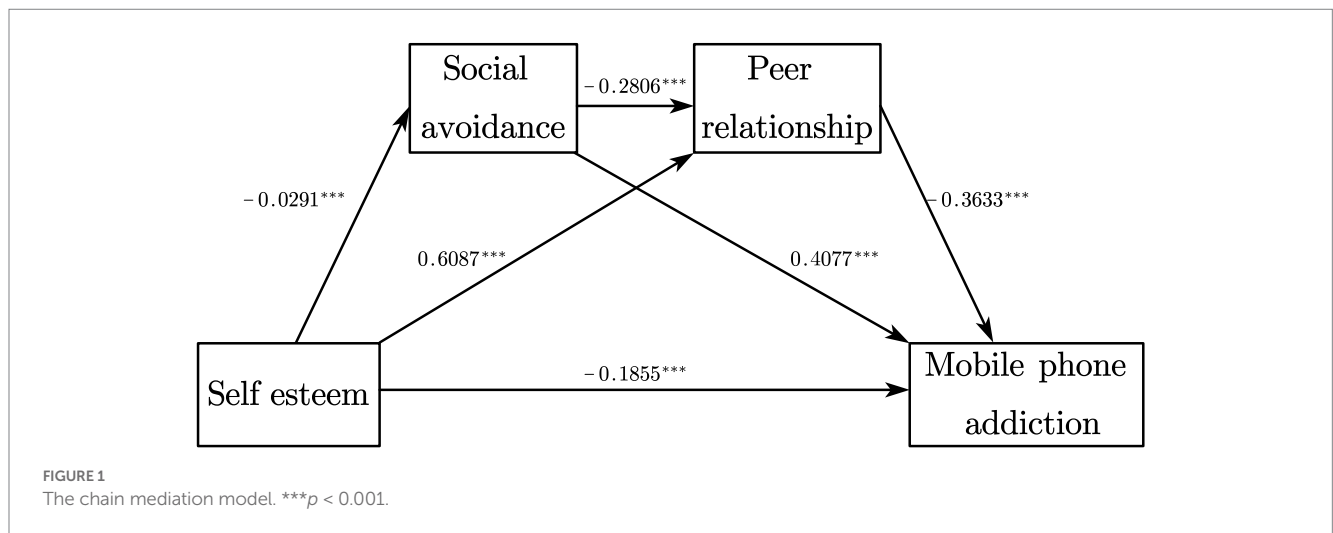 Social
avoidance
-0.2806***
Peer
relationship
-0.0291***
-0.3633***
0.6087***
0.4077***
Self esteem
-0.1855***
Mobile phone
addiction
FIGURE 1
The chain mediation model. ***p < 0.001.